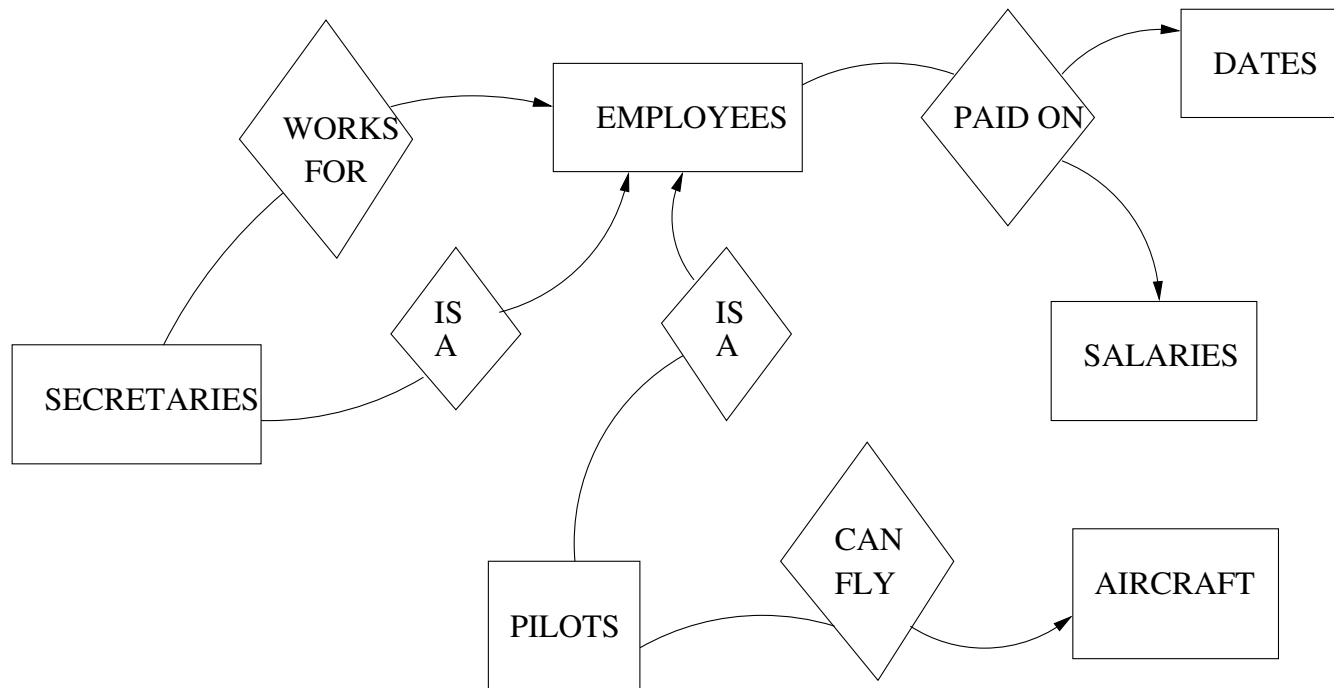 DATES
EMPLOYEES
PAID ON
WORKS
FOR
IS
A
IS
A
SALARIES
SECRETARIES
CAN
FLY
AIRCRAFT
PILOTS